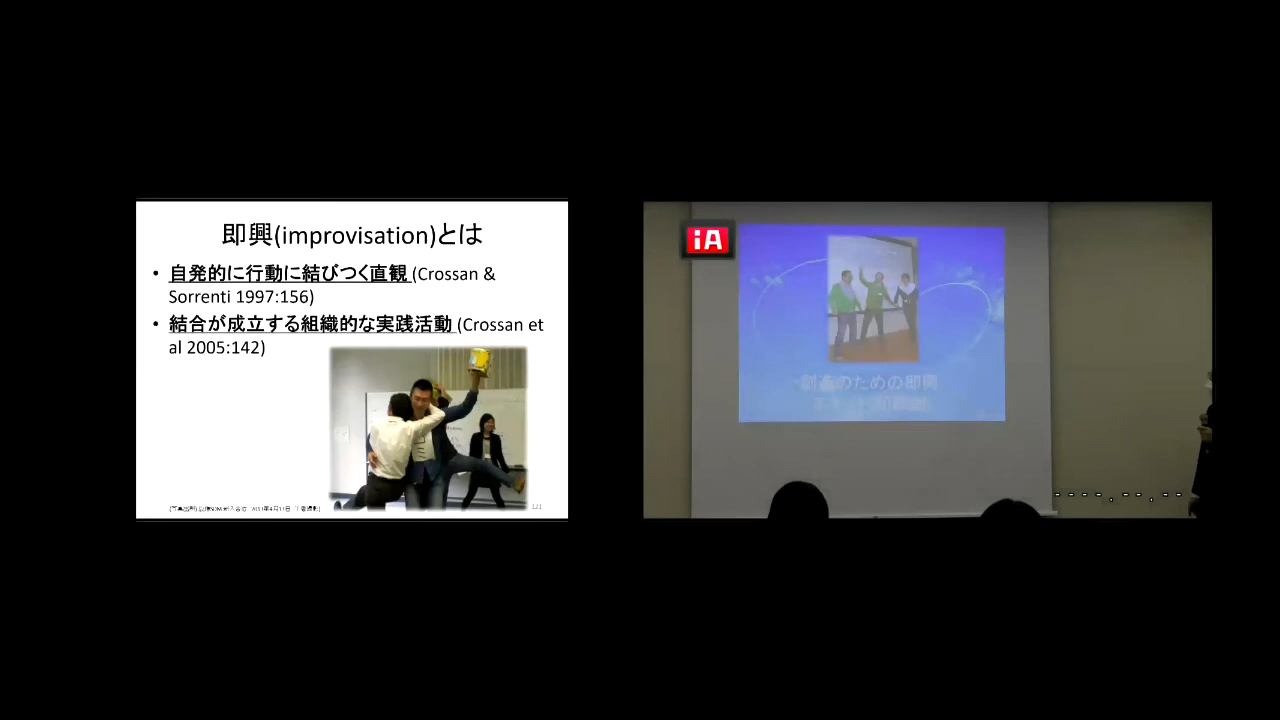 即興(improvisation)とは
• 自発的に行動に結びつく直観 (Crossan &
Sorrenti 1997:156)
• 結合が成立する組織的な実践活動 (Crossan et
al 2005:142)
121
iA
創造のための即興